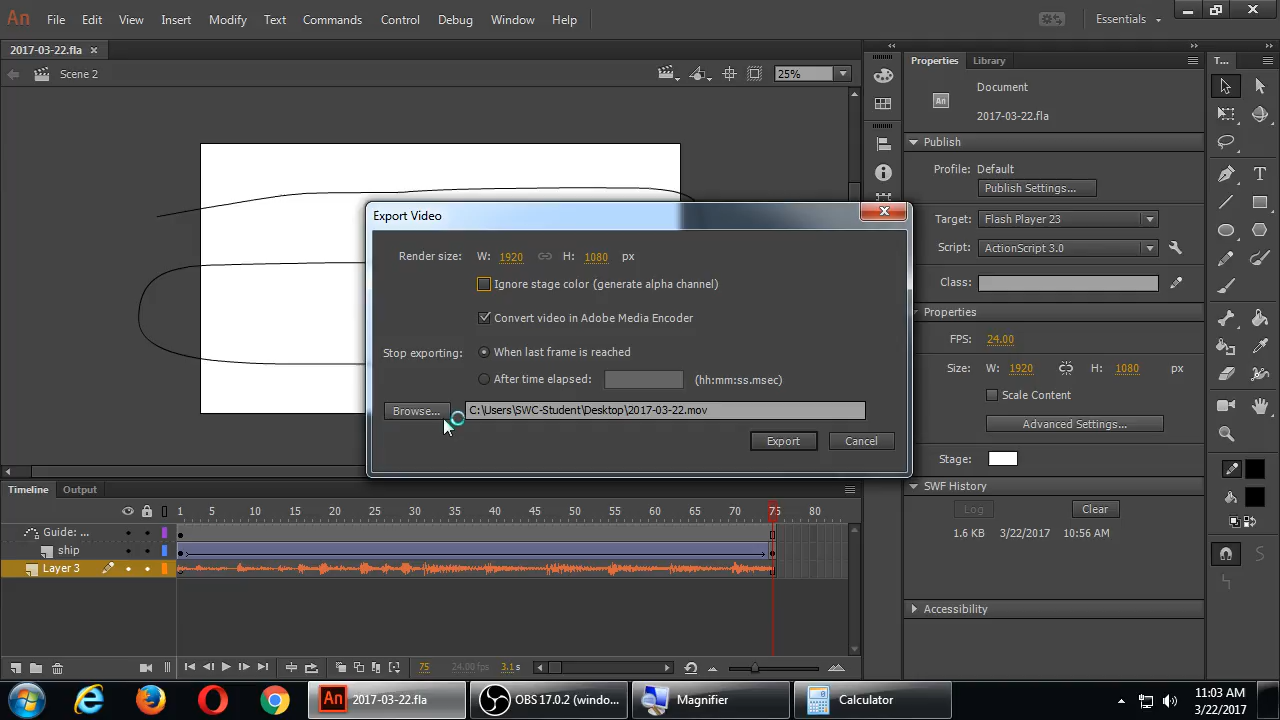 An File Edit View Insert Modify Text Commands Control Debug Window Help Essentials
2017-03-22.fla
Scene 2 25%
Properties Library T...
An Document
2017-03-22.fla
Publish
Profile: Default
Publish Settings...
Target: Flash Player 23
Script: ActionScript 3.0
Class:
Properties
FPS: 24.00
Size: W: 1920 H: 1080 px
Scale Content
Advanced Settings...
Stage:
SWF History
Log Clear
1.6 KB 3/22/2017 10:56 AM
Accessibility
Export Video
Render size: W: 1920 H: 1080 px
Ignore stage color (generate alpha channel)
Convert video in Adobe Media Encoder
Stop exporting: When last frame is reached
After time elapsed: (hh:mm:ss.msec)
Browse... C:\Users\SWC-Student\Desktop\2017-03-22.mov
Export Cancel
Timeline Output
1 5 10 15 20 25 30 35 40 45 50 55 60 65 70 75 80
Guide: ...
ship
Layer 3
75 24.00 fps 3.1 s
An 2017-03-22.fla OBS 17.0.2 (windo... Magnifier Calculator
11:03 AM
3/22/2017